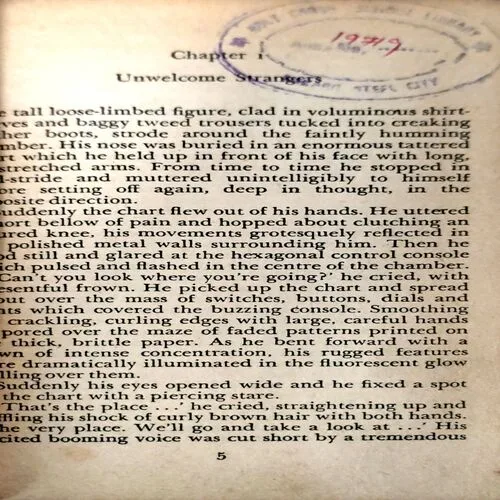 Chapter 1
17719
STEEL CITY
Unwelcome Strangers
e tall loose-limbed figure, clad in voluminous shirt-
ves and baggy tweed trousers tucked into creaking
her boots, strode around the faintly humming
mber. His nose was buried in an enormous tattered
rt which he held up in front of his face with long,
stretched arms. From time to time he stopped in
l-stride and muttered unintelligibly to himself
ore setting off again, deep in thought, in the
posite direction.
uddenly the chart flew out of his hands. He uttered
hort bellow of pain and hopped about clutching an
ured knee, his movements grotesquely reflected in
polished metal walls surrounding him. Then he
od still and glared at the hexagonal control console
ich pulsed and flashed in the centre of the chamber.
Can't you look where you're going?' he cried, with
esentful frown. He picked up the chart and spread
out over the mass of switches, buttons, dials and
hts which covered the buzzing console. Smoothing
crackling, curling edges with large, careful hands
pored over the maze of faded patterns printed on
thick, brittle paper. As he bent forward with a
wn of intense concentration, his rugged features
re dramatically illuminated in the fluorescent glow
lling over them.
Suddenly his eyes opened wide and he fixed a spot
the chart with a piercing stare.
'That's the place ...' he cried, straightening up and
ffling his shock of curly brown hair with both hands.
he very place. We'll go and take a look at ...' His
cited booming voice was cut short by a tremendous
5